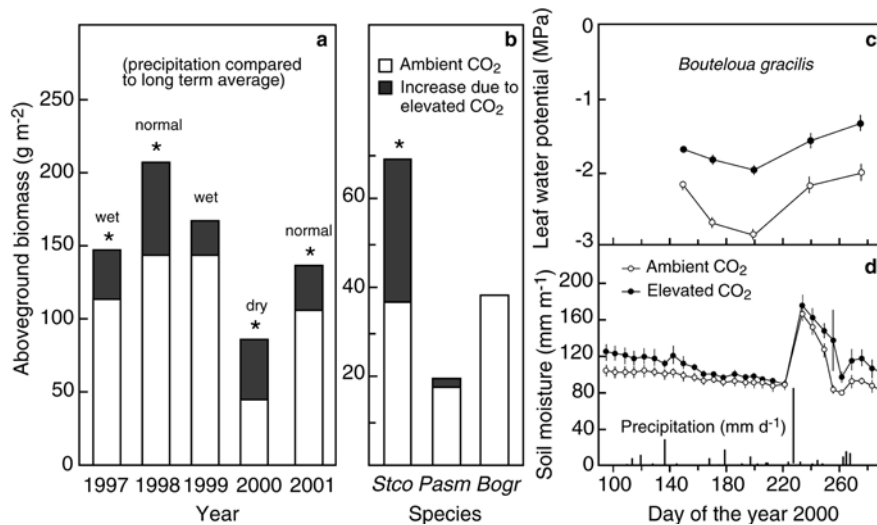 a
(precipitation compared
to long term average)
Aboveground biomass (g m-2)
250
200
150
100
50
0
wet
*
normal
*
wet
dry
*
normal
*
1997 1998 1999 2000 2001
Year
b
Ambient CO2
Increase due to
elevated CO2
*
60
40
20
Stco Pasm Bogr
Species
c
Bouteloua gracilis
Leaf water potential (MPa)
0
-1
-2
-3
d
Ambient CO2
Elevated CO2
Soil moisture (mm m-1)
160
120
80
40
0
Precipitation (mm d-1)
100 140 180 220 260
Day of the year 2000